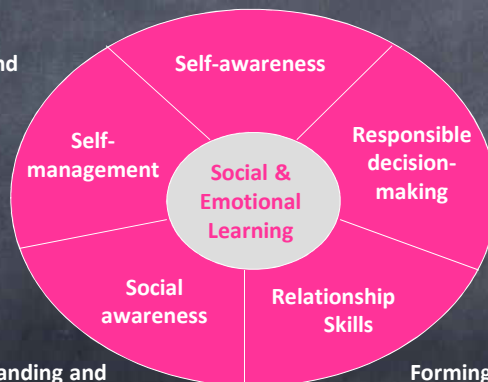 nd
Self-awareness
Self-
management
Responsible
decision-
making
Social &
Emotional
Learning
Social
awareness
Relationship
Skills
anding and
Forming